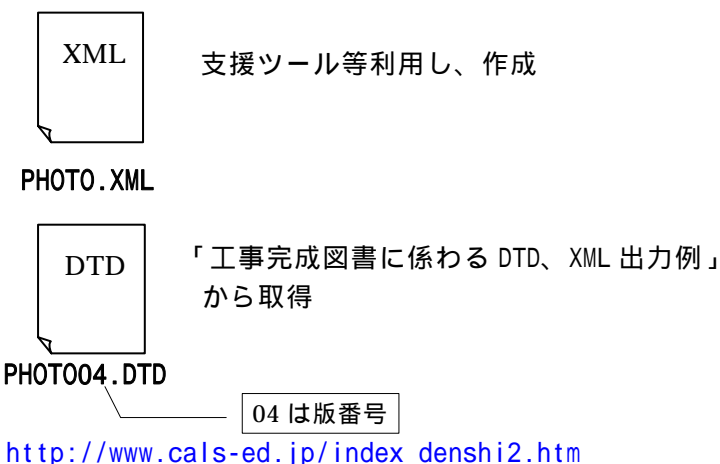 XML
支援ツール等利用し、作成
PHOTO.XML
DTD
「工事完成図書に係わる DTD、XML 出力例」
から取得
PHOTO04.DTD
04 は版番号
http://www.cals-ed.jp/index_denshi2.htm